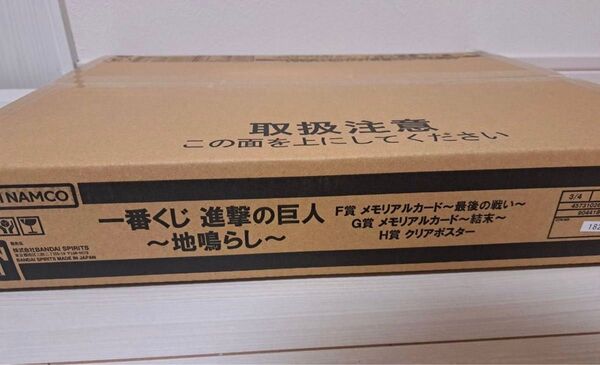 取扱注意
この面を上にしてください
NAMCO
一番くじ 進撃の巨人
～地鳴らし～
F賞 メモリアルカード～最後の戦い～
G賞 メモリアルカード～結末～
H賞 クリアポスター
3/4
株式会社BANDAI SPIRITS
BANDAI SPIRITS MADE IN JAPAN